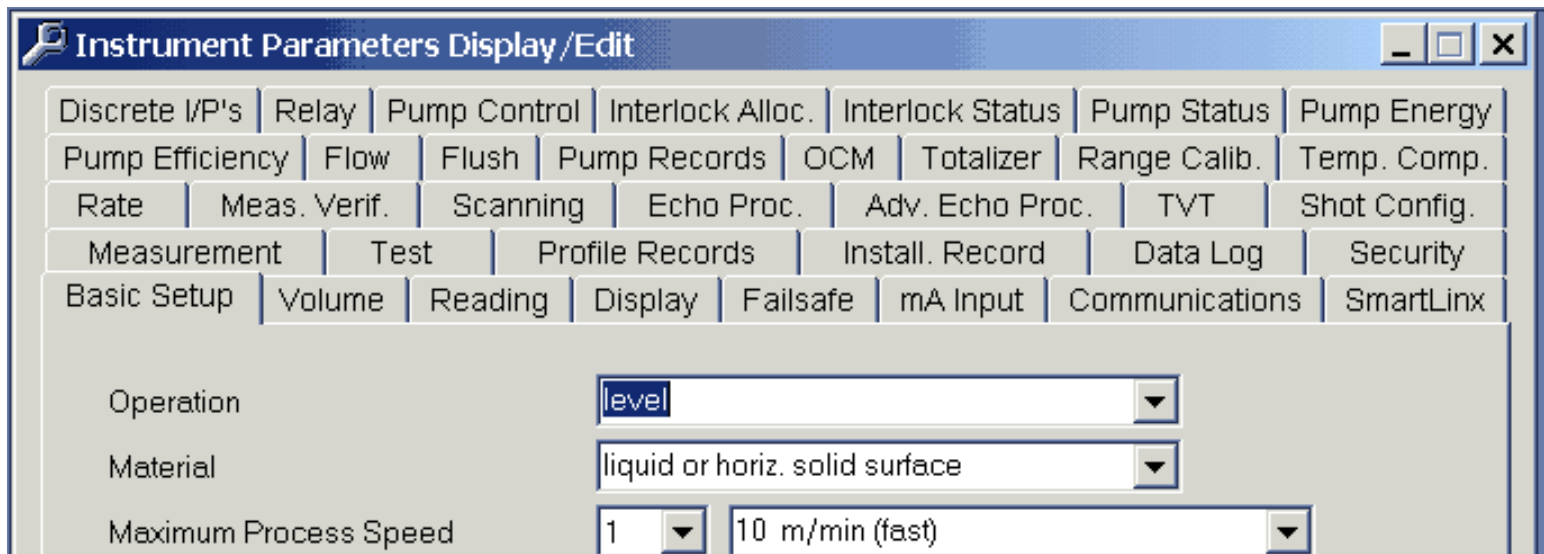 Instrument Parameters Display/Edit
Discrete I/P's Relay Pump Control Interlock Alloc. Interlock Status Pump Status Pump Energy
Pump Efficiency Flow Flush Pump Records OCM Totalizer Range Calib. Temp. Comp.
Rate Meas. Verif. Scanning Echo Proc. Adv. Echo Proc. TVT Shot Config.
Measurement Test Profile Records Install. Record Data Log Security
Basic Setup Volume Reading Display Failsafe mA Input Communications SmartLinx
Operation level
Material liquid or horiz. solid surface
Maximum Process Speed 1 10 m/min (fast)